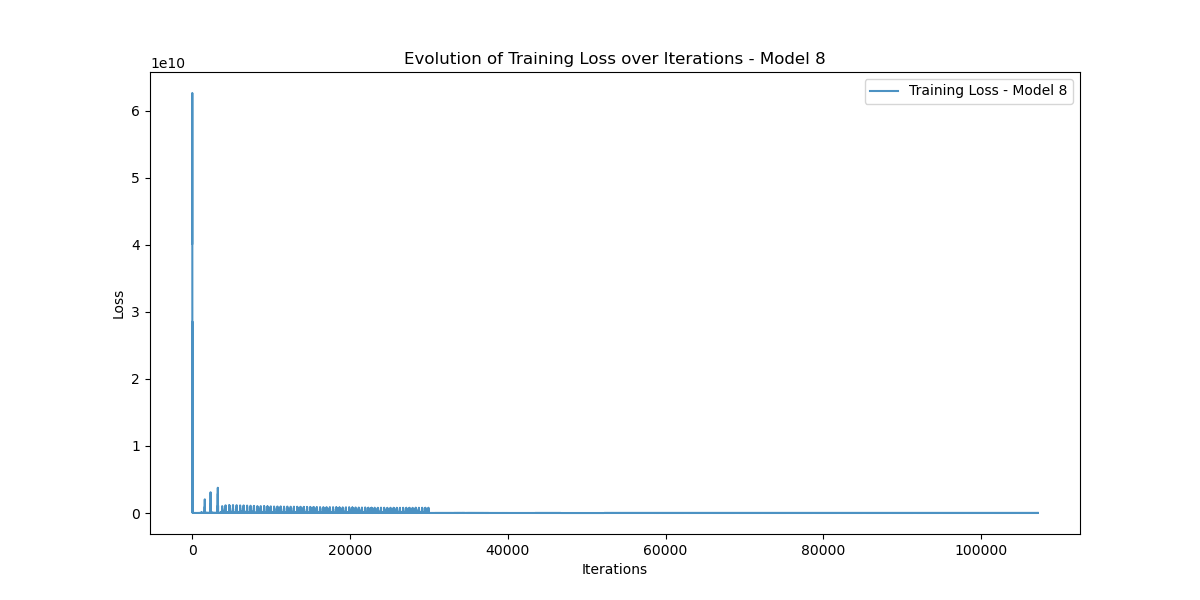 Evolution of Training Loss over Iterations - Model 8
1e10
Training Loss - Model 8
6
5
4
3
2
1
0
Loss
0 20000 40000 60000 80000 100000
Iterations